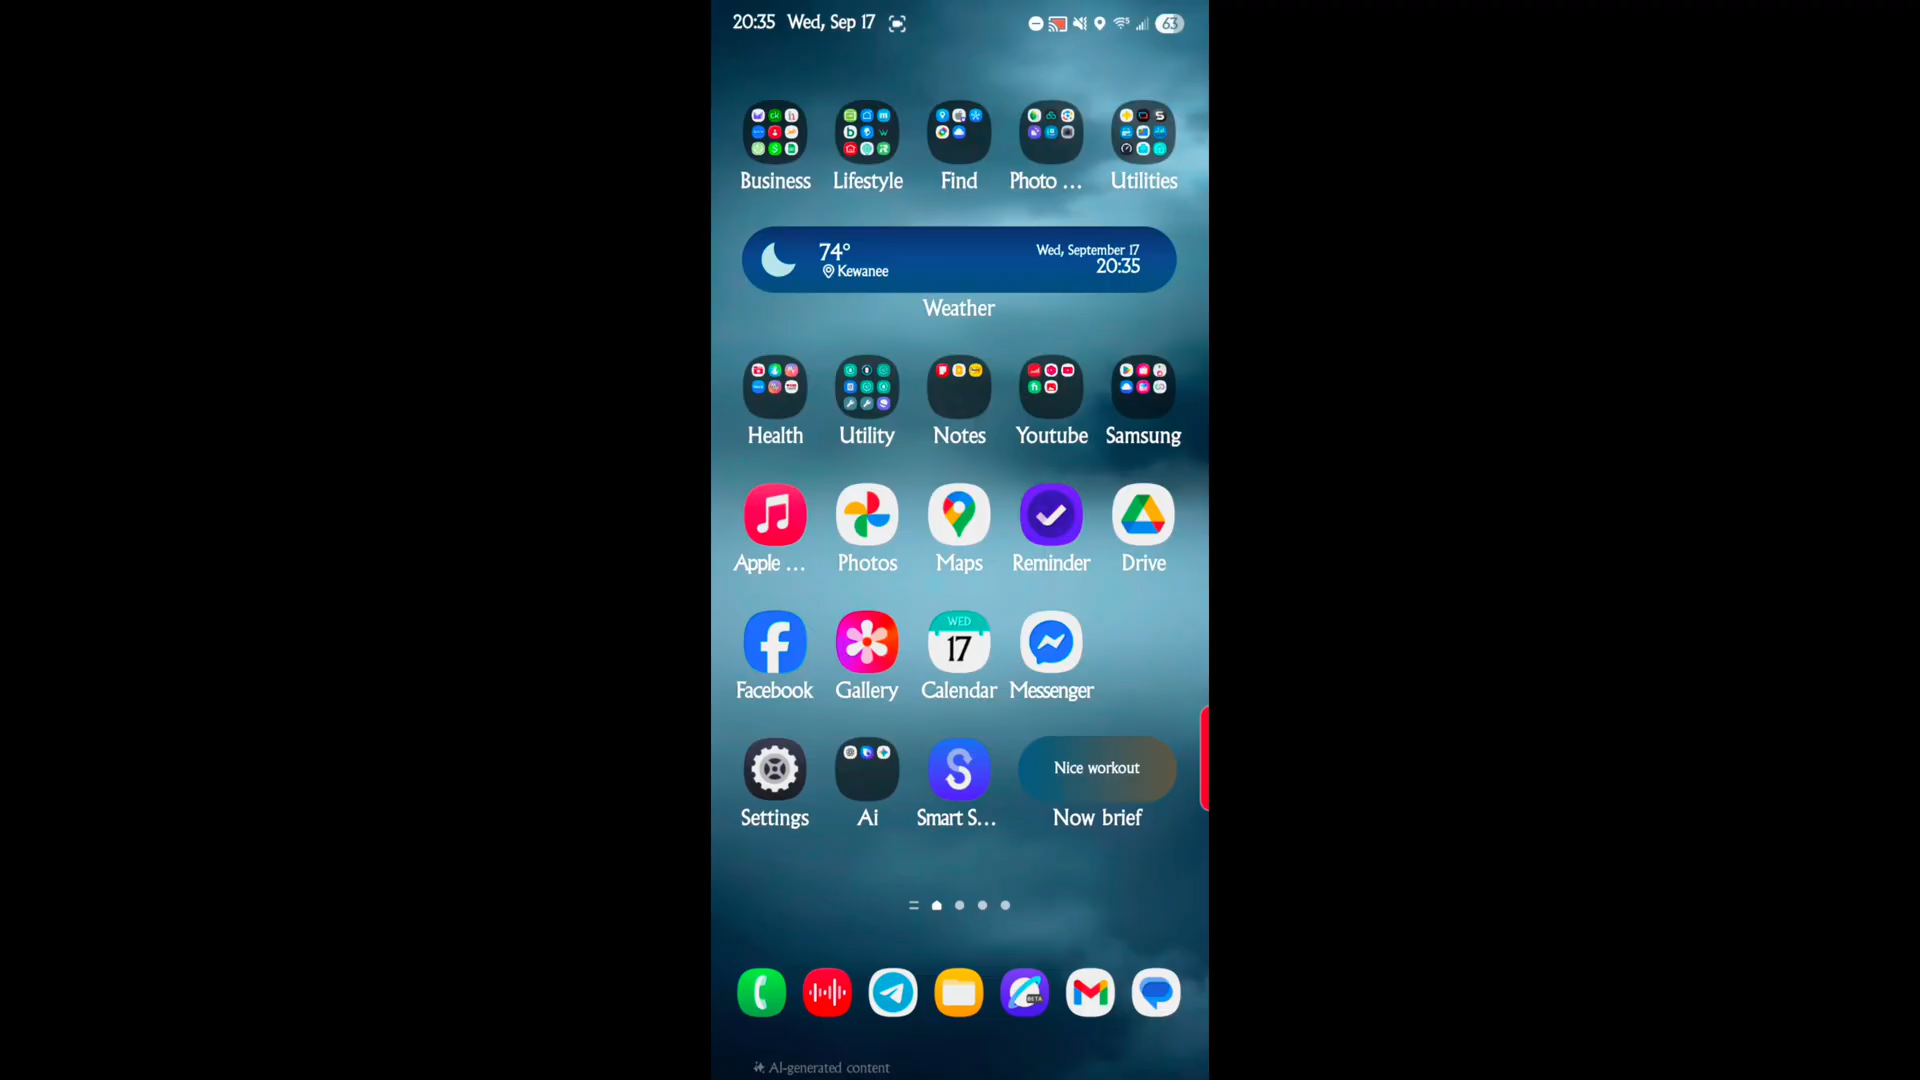 20:35 Wed, Sep 17
63
Business Lifestyle Find Photo ... Utilities
74°
Kewanee
Wed, September 17
20:35
Weather
Health Utility Notes Youtube Samsung
Apple ... Photos Maps Reminder Drive
WED
17
Facebook Gallery Calendar Messenger
Nice workout
Settings Ai Smart S... Now brief
BETA
AI-generated content